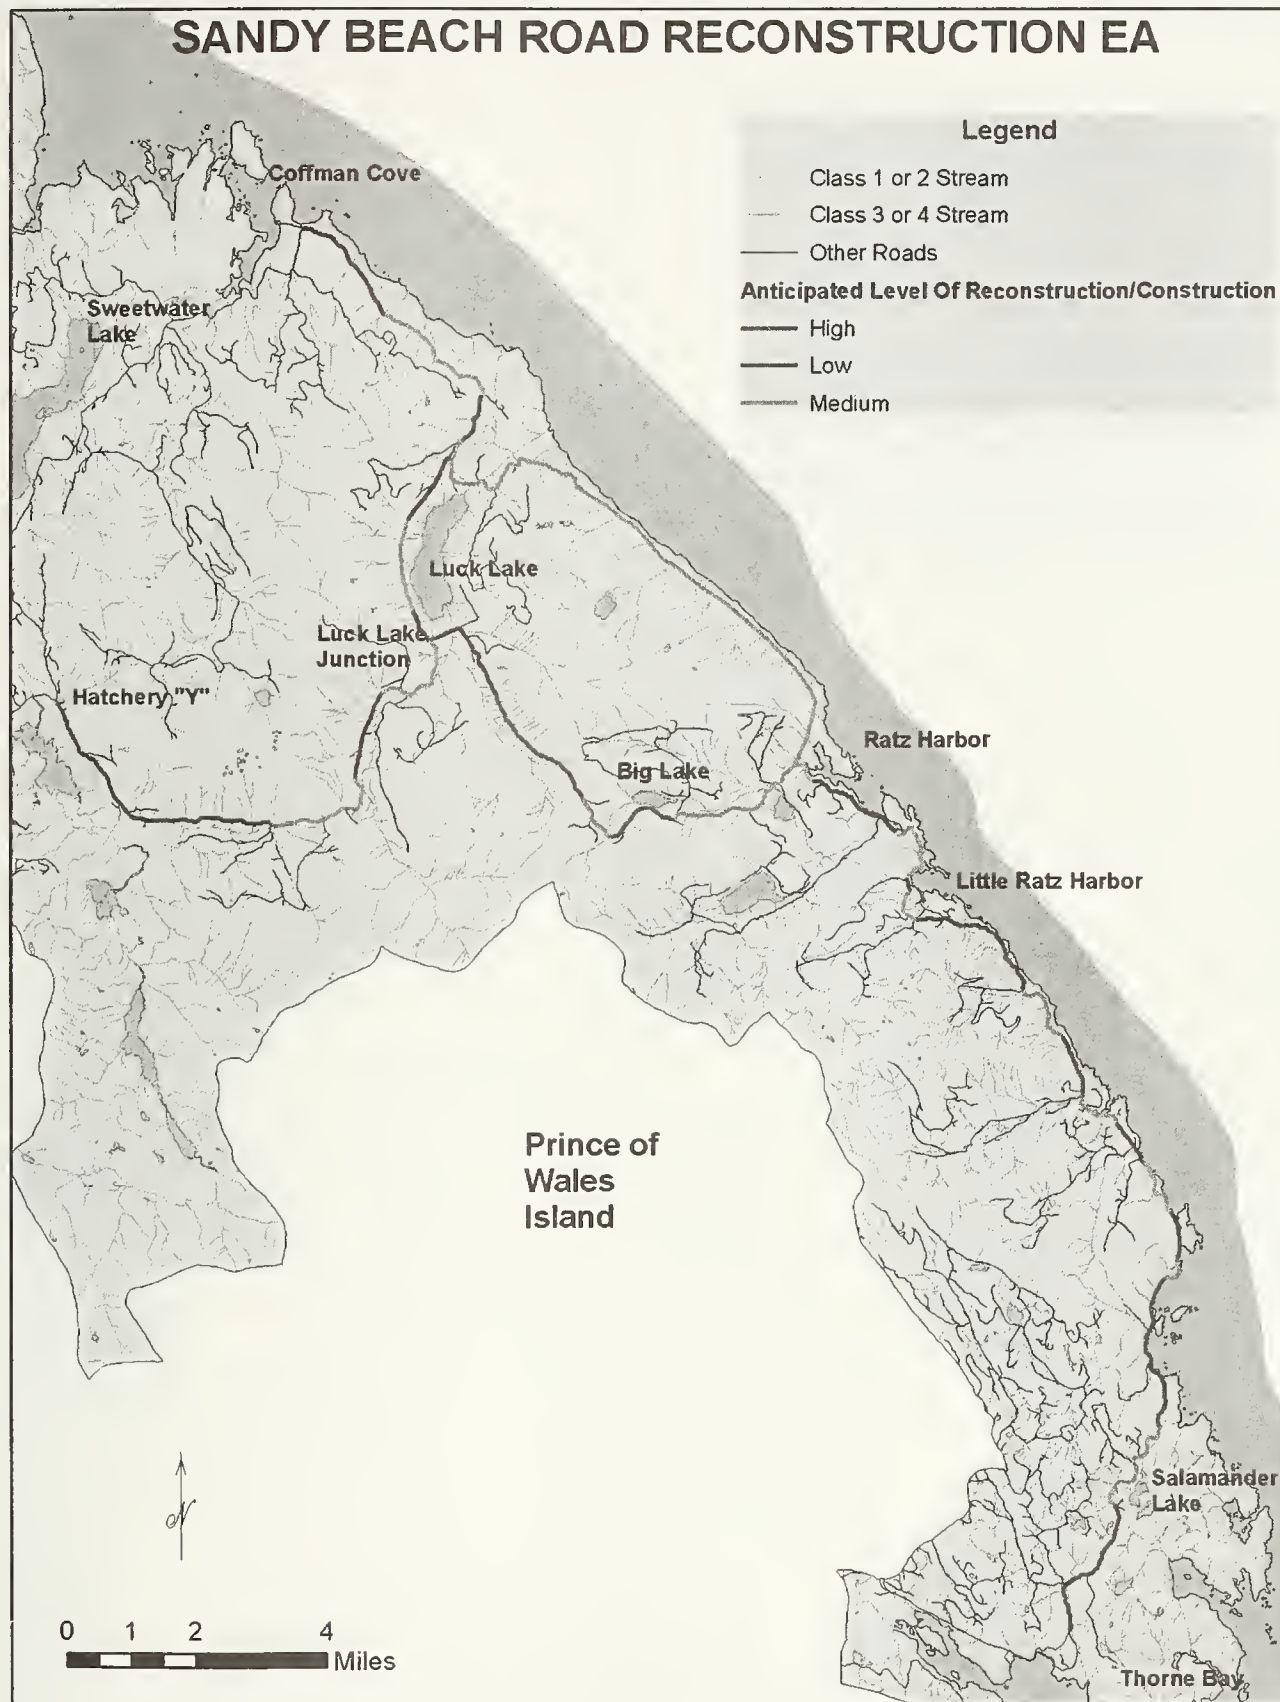 SANDY BEACH ROAD RECONSTRUCTION EA
Legend
Class 1 or 2 Stream
Class 3 or 4 Stream
Other Roads
Anticipated Level Of Reconstruction/Construction
High
Low
Medium
Coffman Cove
Sweetwater
Lake
Luck Lake
Luck Lake
Junction
Hatchery "Y"
Ratz Harbor
Big Lake
Little Ratz Harbor
Prince of
Wales
Island
Salamander
Lake
N
0 1 2 4
Miles
Thorne Bay